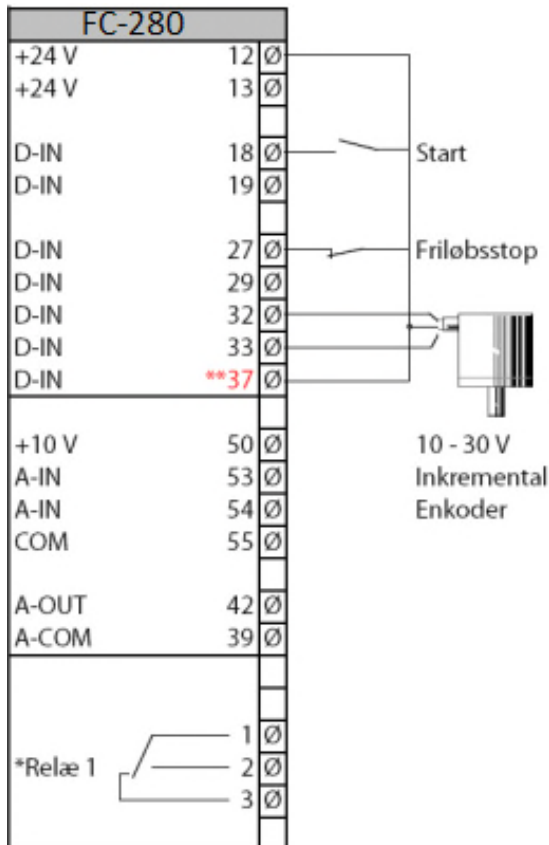 FC-280
+24 V 12 Ø
+24 V 13 Ø
D-IN 18 Ø Start
D-IN 19 Ø
D-IN 27 Ø Friløbsstop
D-IN 29 Ø
D-IN 32 Ø
D-IN 33 Ø
D-IN **37 Ø
+10 V 50 Ø 10 - 30 V
A-IN 53 Ø Inkremental
A-IN 54 Ø Enkoder
COM 55 Ø
A-OUT 42 Ø
A-COM 39 Ø
1 Ø
*Relæ 1 2 Ø
3 Ø